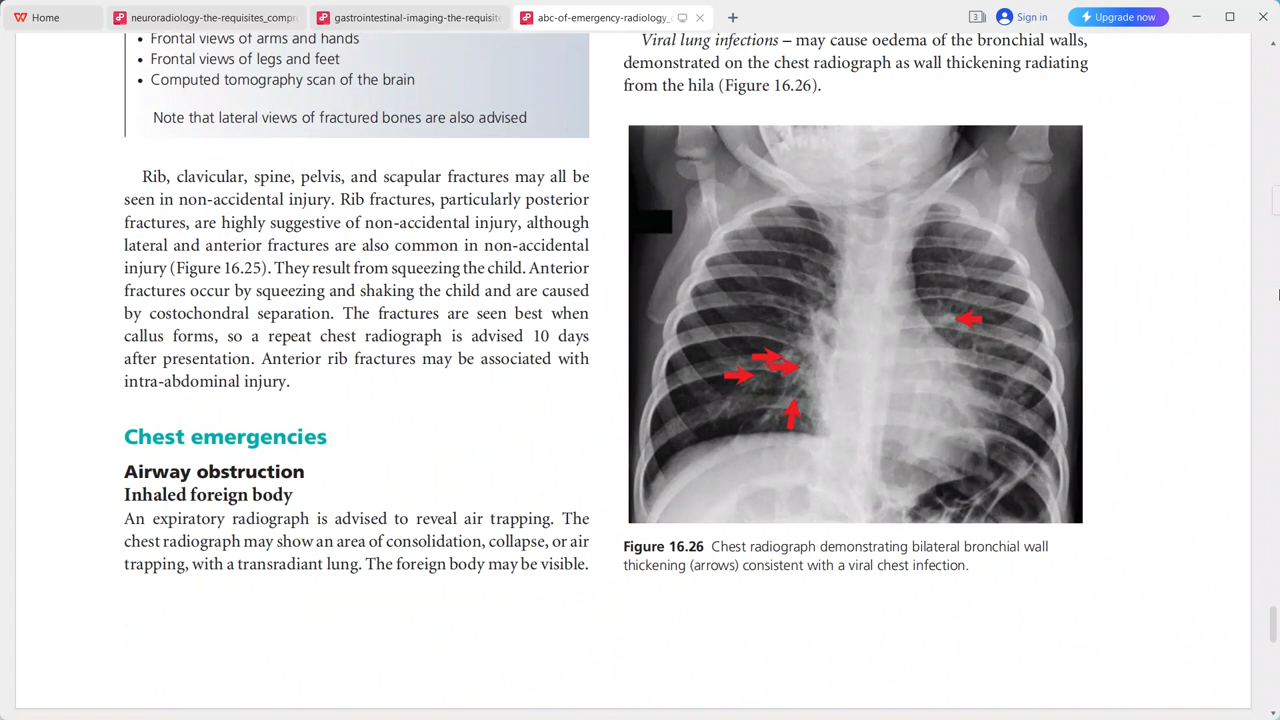 Home
neuroradiology-the-requisites_compr
gastrointestinal-imaging-the-requisite
abc-of-emergency-radiology_
3
Sign in
Upgrade now
• Frontal views of arms and hands
• Frontal views of legs and feet
• Computed tomography scan of the brain
Note that lateral views of fractured bones are also advised
Rib, clavicular, spine, pelvis, and scapular fractures may all be
seen in non-accidental injury. Rib fractures, particularly posterior
fractures, are highly suggestive of non-accidental injury, although
lateral and anterior fractures are also common in non-accidental
injury (Figure 16.25). They result from squeezing the child. Anterior
fractures occur by squeezing and shaking the child and are caused
by costochondral separation. The fractures are seen best when
callus forms, so a repeat chest radiograph is advised 10 days
after presentation. Anterior rib fractures may be associated with
intra-abdominal injury.
Chest emergencies
Airway obstruction
Inhaled foreign body
An expiratory radiograph is advised to reveal air trapping. The
chest radiograph may show an area of consolidation, collapse, or air
trapping, with a transradiant lung. The foreign body may be visible.
Viral lung infections – may cause oedema of the bronchial walls,
demonstrated on the chest radiograph as wall thickening radiating
from the hila (Figure 16.26).
Figure 16.26 Chest radiograph demonstrating bilateral bronchial wall
thickening (arrows) consistent with a viral chest infection.